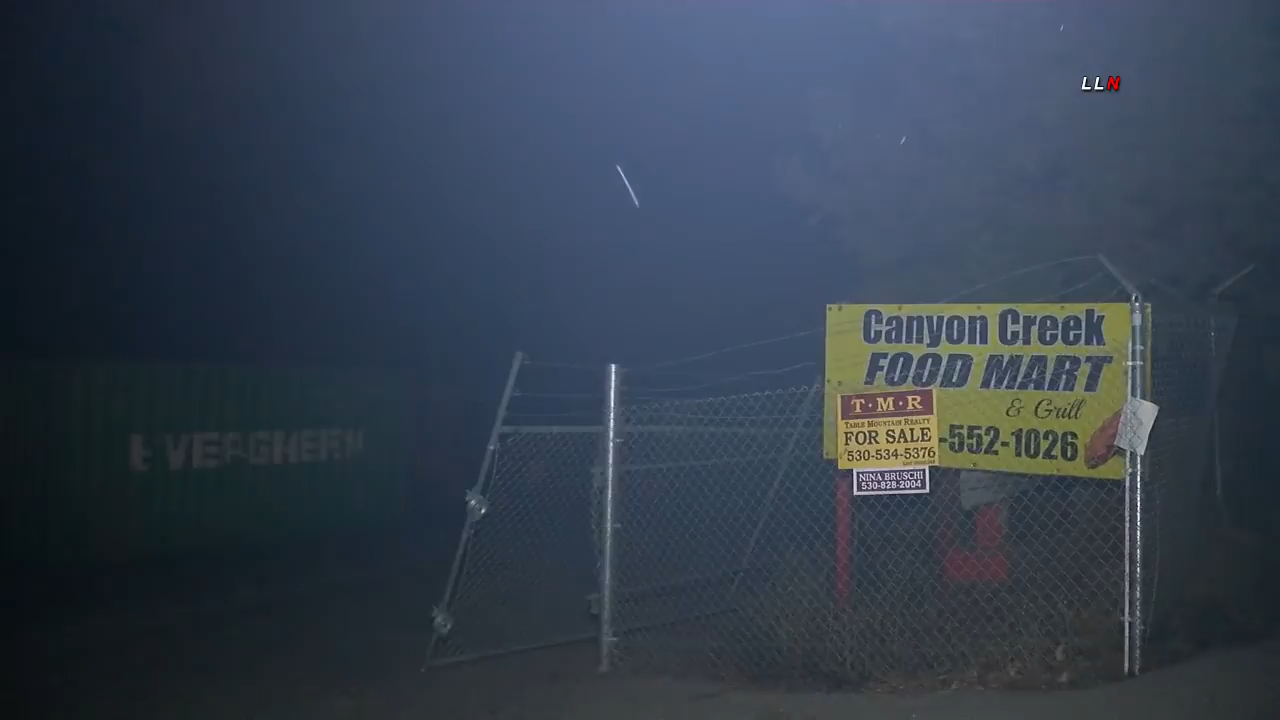 LLN
Canyon Creek
FOOD MART
& Grill
-552-1026
T·M·R
TABLE MOUNTAIN REALTY
FOR SALE
530-534-5376
NINA BRUSCHI
530-828-2004